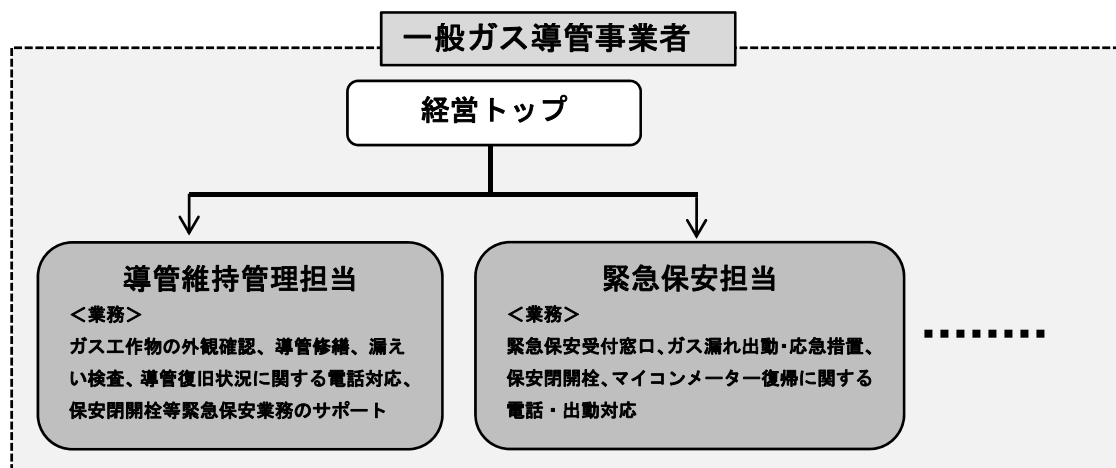 一般ガス導管事業者
経営トップ
導管維持管理担当
＜業務＞
ガス工作物の外観確認、導管修繕、漏え
い検査、導管復旧状況に関する電話対応、
保安閉開栓等緊急保安業務のサポート
緊急保安担当
＜業務＞
緊急保安受付窓口、ガス漏れ出動・応急措置、
保安閉開栓、マイコンメーター復帰に関する
電話・出動対応
………